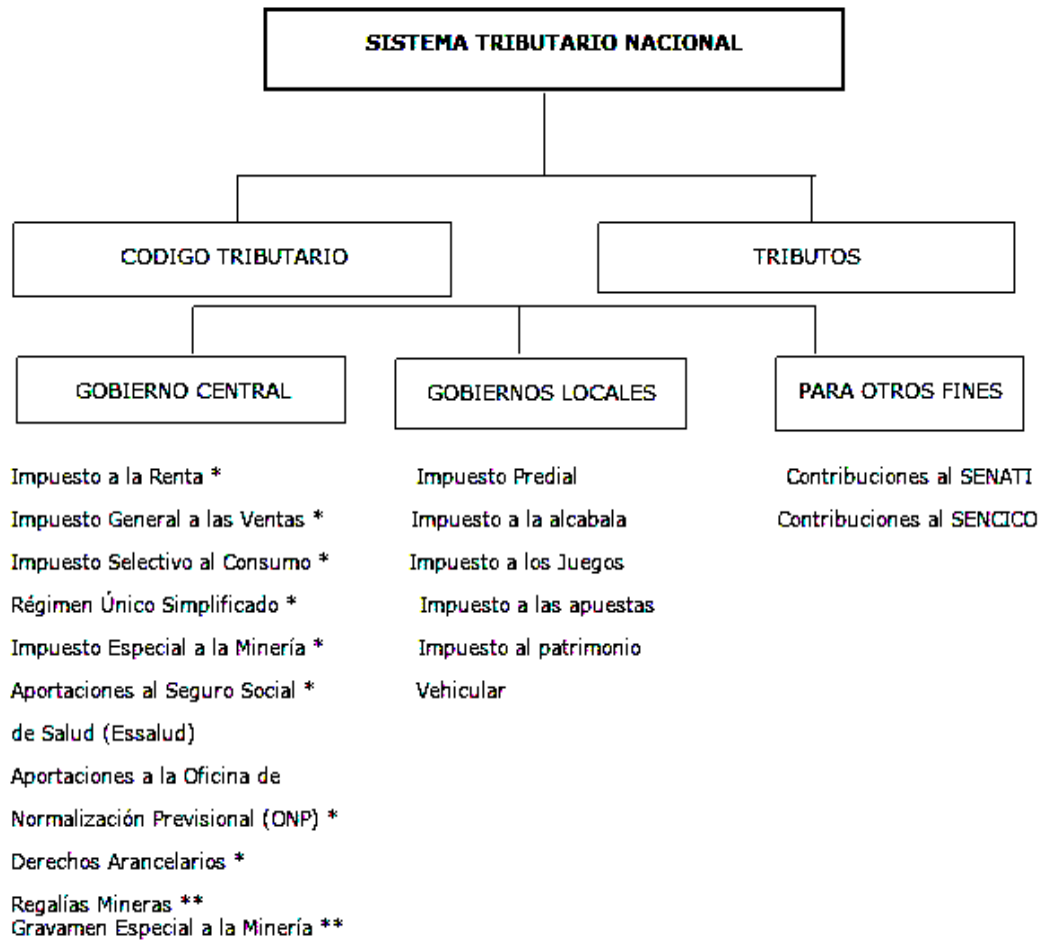 SISTEMA TRIBUTARIO NACIONAL
CODIGO TRIBUTARIO
TRIBUTOS
GOBIERNO CENTRAL
GOBIERNOS LOCALES
PARA OTROS FINES
Impuesto a la Renta *
Impuesto General a las Ventas *
Impuesto Selectivo al Consumo *
Régimen Único Simplificado *
Impuesto Especial a la Minería *
Aportaciones al Seguro Social *
de Salud (Essalud)
Aportaciones a la Oficina de
Normalización Previsional (ONP) *
Derechos Arancelarios *
Regalías Mineras **
Gravamen Especial a la Minería **
Impuesto Predial
Impuesto a la alcabala
Impuesto a los Juegos
Impuesto a las apuestas
Impuesto al patrimonio
Vehicular
Contribuciones al SENATI
Contribuciones al SENCICO